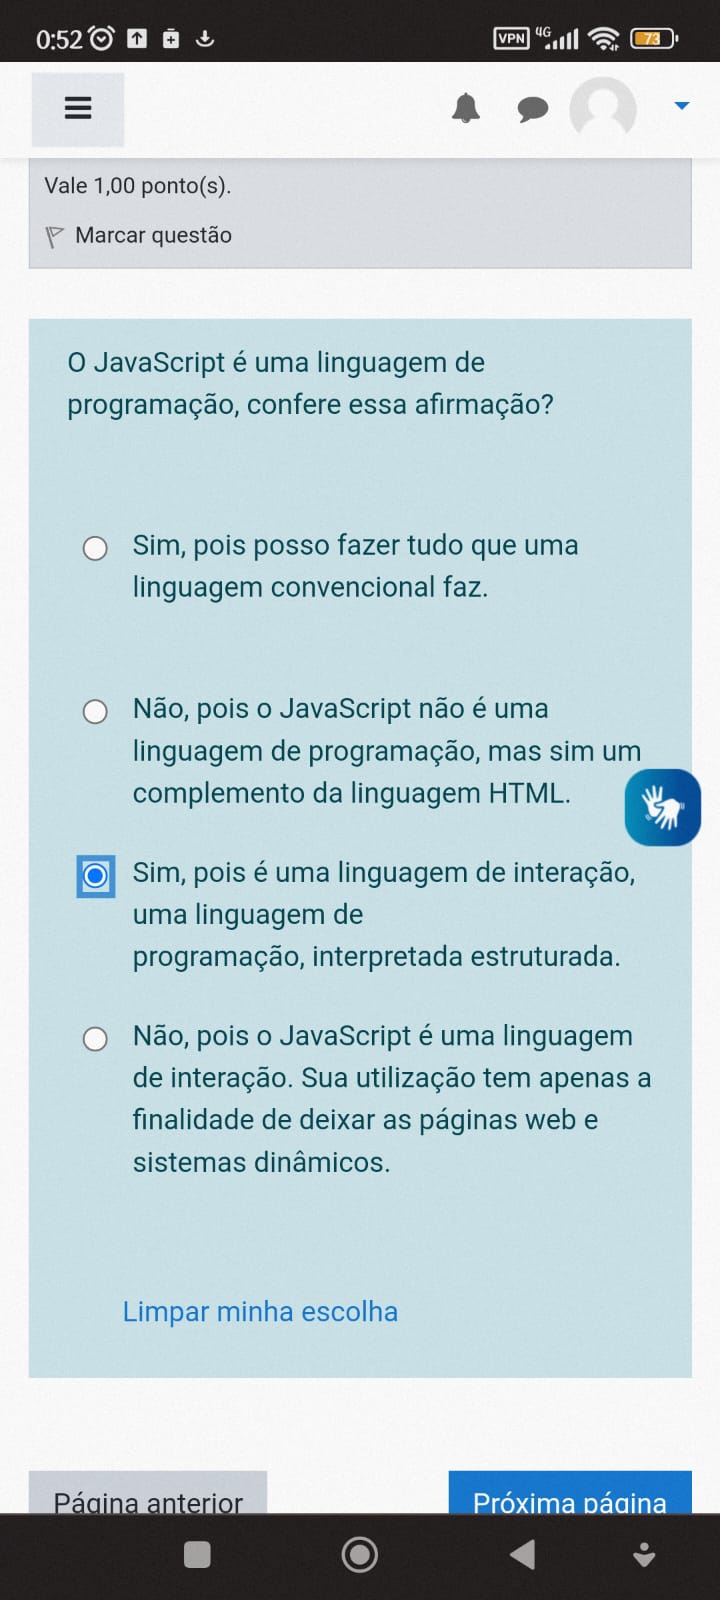 0:52
VPN 4G 73
Vale 1,00 ponto(s).
Marcar questão
O JavaScript é uma linguagem de
programação, confere essa afirmação?
Sim, pois posso fazer tudo que uma
linguagem convencional faz.
Não, pois o JavaScript não é uma
linguagem de programação, mas sim um
complemento da linguagem HTML.
Sim, pois é uma linguagem de interação,
uma linguagem de
programação, interpretada estruturada.
Não, pois o JavaScript é uma linguagem
de interação. Sua utilização tem apenas a
finalidade de deixar as páginas web e
sistemas dinâmicos.
Limpar minha escolha
Página anterior
Próxima página